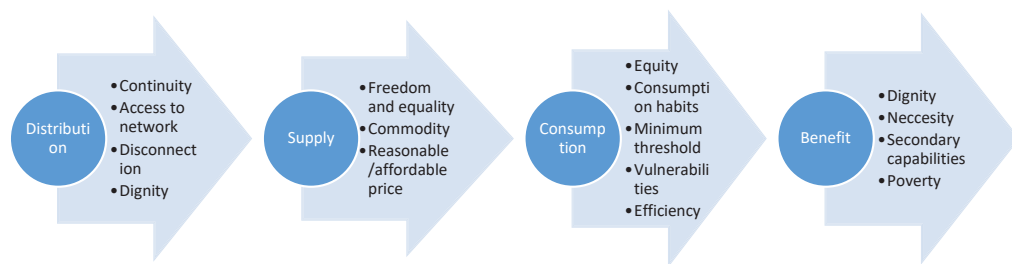 Distributi
on
•Continuity
•Access to
network
•Disconnect
ion
•Dignity
Supply
•Freedom
and equality
•Commodity
•Reasonable
/affordable
price
Consump
tion
•Equity
•Consumpti
on habits
•Minimum
threshold
•Vulnerabili
ties
•Efficiency
Benefit
•Dignity
•Neccesity
•Secondary
capabilities
•Poverty